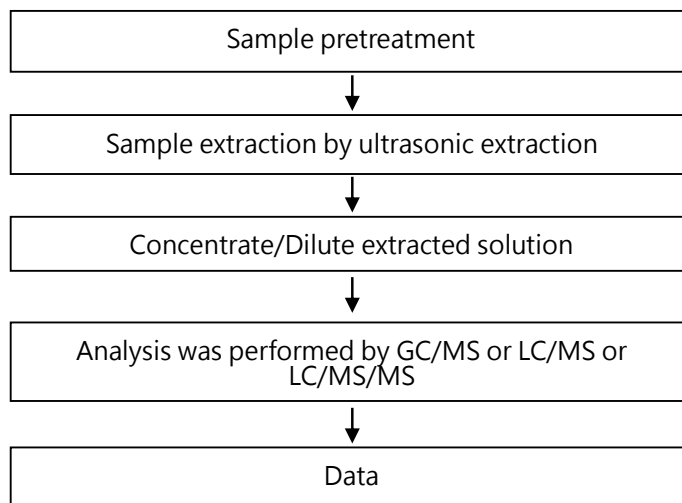 Sample pretreatment
Sample extraction by ultrasonic extraction
Concentrate/Dilute extracted solution
Analysis was performed by GC/MS or LC/MS or
LC/MS/MS
Data